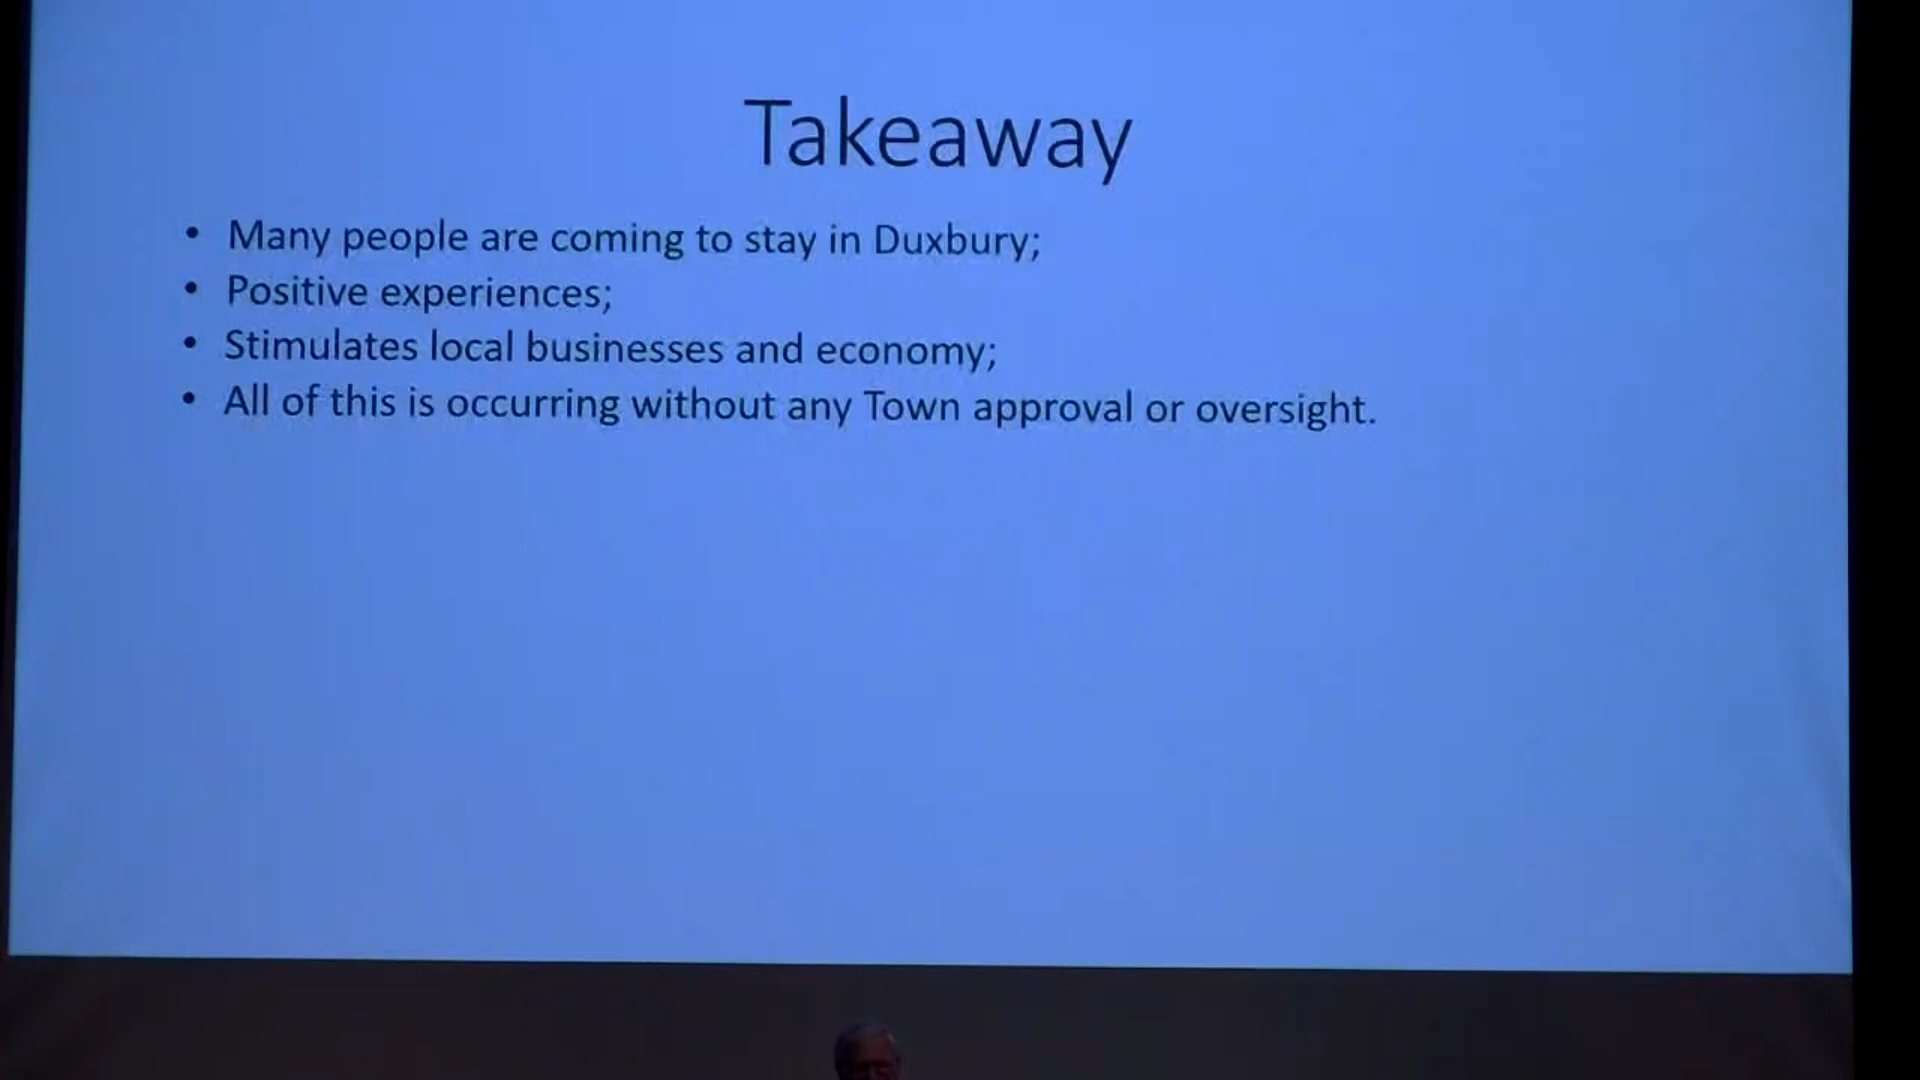 Takeaway
• Many people are coming to stay in Duxbury;
• Positive experiences;
• Stimulates local businesses and economy;
• All of this is occurring without any Town approval or oversight.